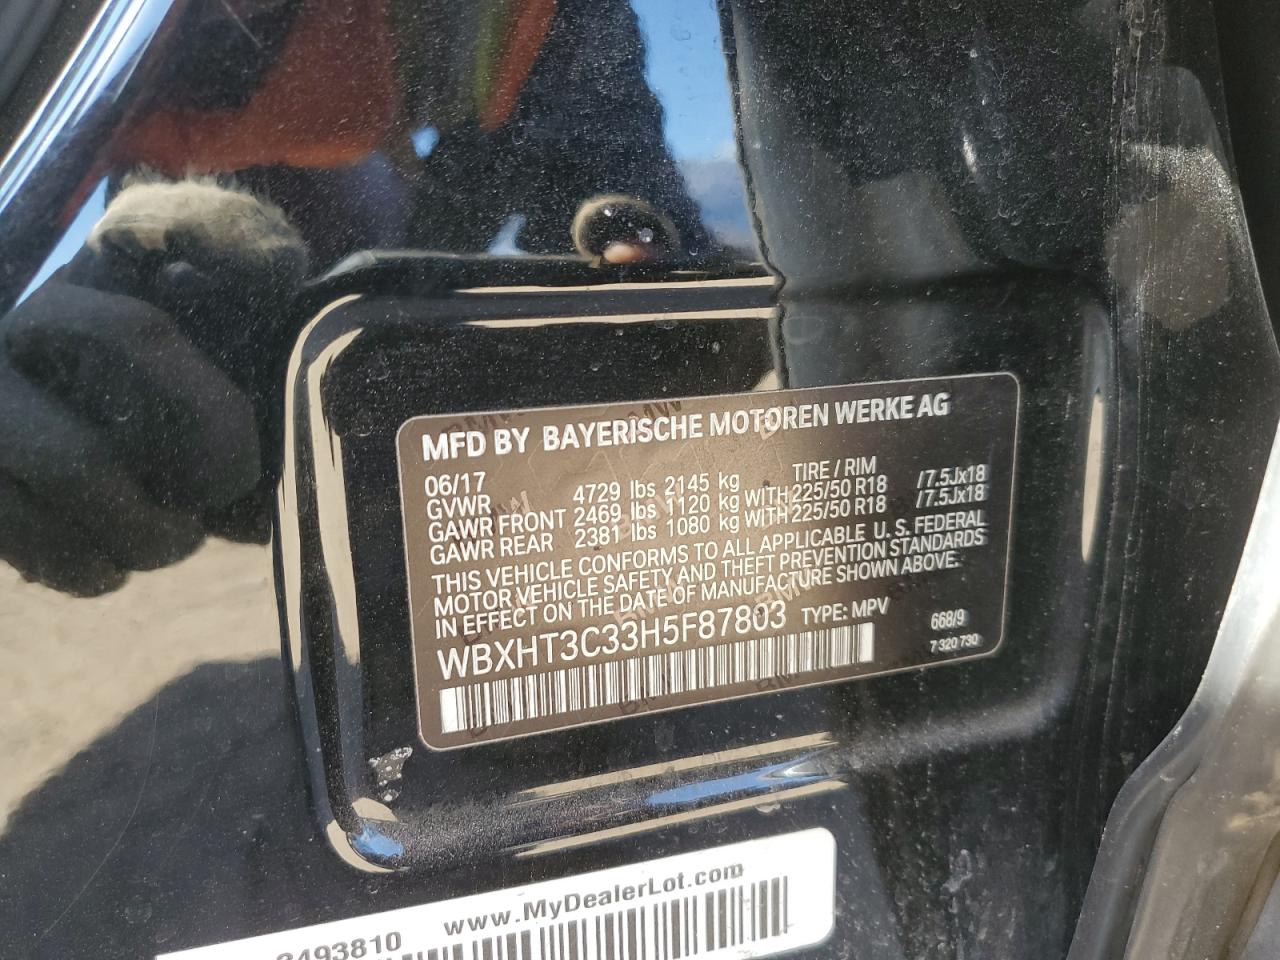 MFD BY BAYERISCHE MOTOREN WERKE AG
06/17 TIRE / RIM
GVWR 4729 lbs 2145 kg
GAWR FRONT 2469 lbs 1120 kg WITH 225/50 R18 /7.5Jx18
GAWR REAR 2381 lbs 1080 kg WITH 225/50 R18 /7.5Jx18
THIS VEHICLE CONFORMS TO ALL APPLICABLE U.S. FEDERAL
MOTOR VEHICLE SAFETY AND THEFT PREVENTION STANDARDS
IN EFFECT ON THE DATE OF MANUFACTURE SHOWN ABOVE.
WBXHT3C33H5F87803 TYPE: MPV 668/9
7 320 730
www.MyDealerLot.com